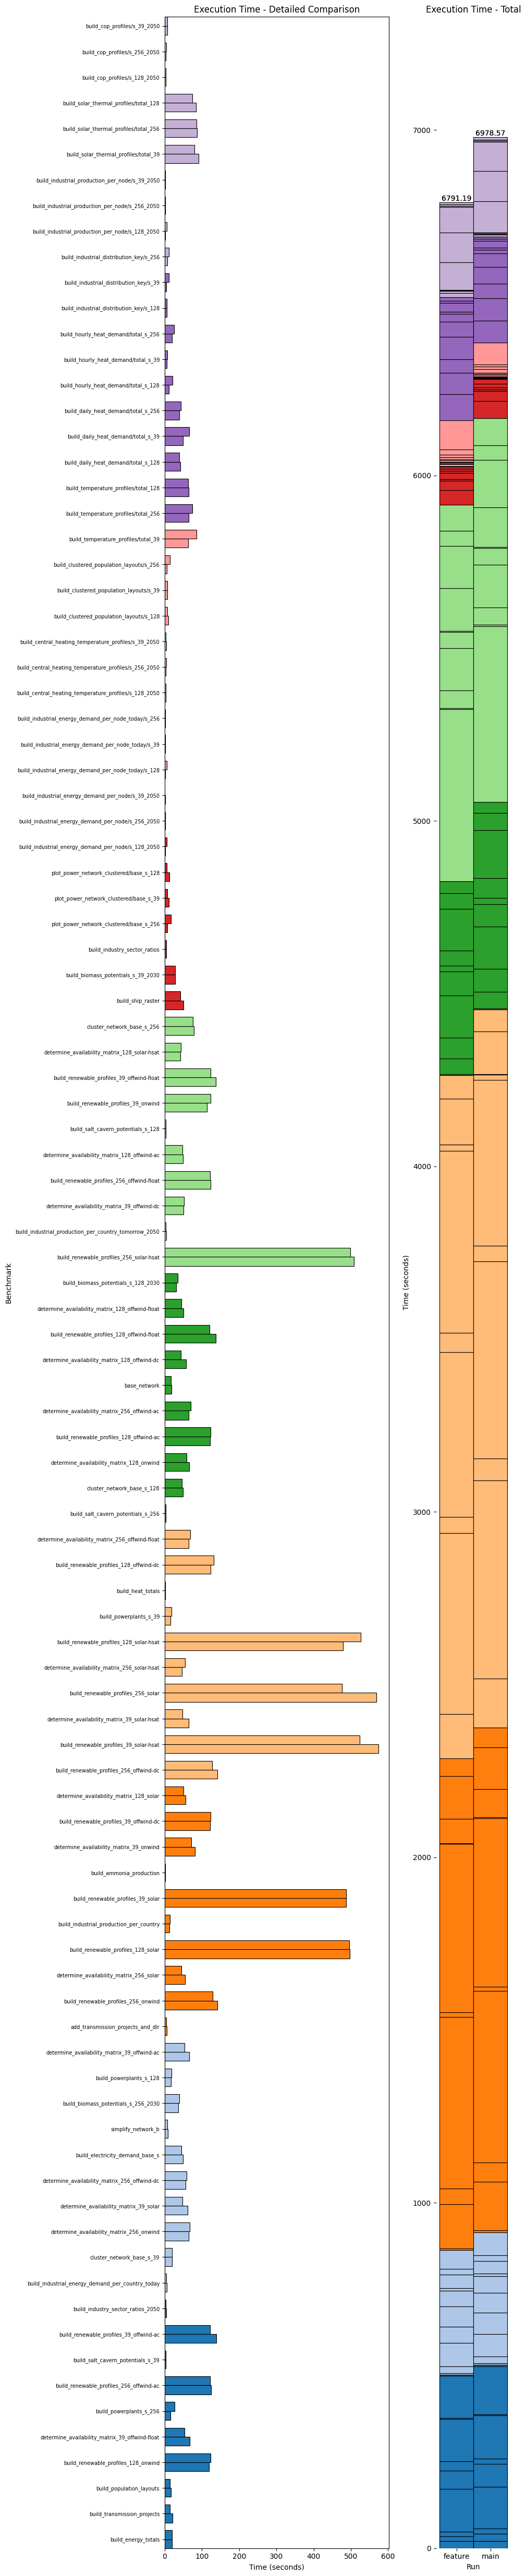 Execution Time - Detailed Comparison
Execution Time - Total
build_cop_profiles/s_39_2050
build_cop_profiles/s_256_2050
build_cop_profiles/s_128_2050
build_solar_thermal_profiles/total_128
build_solar_thermal_profiles/total_256
build_solar_thermal_profiles/total_39
build_industrial_production_per_node/s_39_2050
build_industrial_production_per_node/s_256_2050
build_industrial_production_per_node/s_128_2050
build_industrial_distribution_key/s_256
build_industrial_distribution_key/s_39
build_industrial_distribution_key/s_128
build_hourly_heat_demand/total_s_256
build_hourly_heat_demand/total_s_39
build_hourly_heat_demand/total_s_128
build_daily_heat_demand/total_s_256
build_daily_heat_demand/total_s_39
build_daily_heat_demand/total_s_128
build_temperature_profiles/total_128
build_temperature_profiles/total_256
build_temperature_profiles/total_39
build_clustered_population_layouts/s_256
build_clustered_population_layouts/s_39
build_clustered_population_layouts/s_128
build_central_heating_temperature_profiles/s_39_2050
build_central_heating_temperature_profiles/s_256_2050
build_central_heating_temperature_profiles/s_128_2050
build_industrial_energy_demand_per_node_today/s_256
build_industrial_energy_demand_per_node_today/s_39
build_industrial_energy_demand_per_node_today/s_128
build_industrial_energy_demand_per_node/s_39_2050
build_industrial_energy_demand_per_node/s_256_2050
build_industrial_energy_demand_per_node/s_128_2050
plot_power_network_clustered/base_s_128
plot_power_network_clustered/base_s_39
plot_power_network_clustered/base_s_256
build_industry_sector_ratios
build_biomass_potentials_s_39_2030
build_ship_raster
cluster_network_base_s_256
determine_availability_matrix_128_solar-hsat
build_renewable_profiles_39_offwind-float
build_renewable_profiles_39_onwind
build_salt_cavern_potentials_s_128
determine_availability_matrix_128_offwind-ac
build_renewable_profiles_256_offwind-float
determine_availability_matrix_39_offwind-dc
build_industrial_production_per_country_tomorrow_2050
build_renewable_profiles_256_solar-hsat
build_biomass_potentials_s_128_2030
determine_availability_matrix_128_offwind-float
build_renewable_profiles_128_offwind-float
determine_availability_matrix_128_offwind-dc
base_network
determine_availability_matrix_256_offwind-ac
build_renewable_profiles_128_offwind-ac
determine_availability_matrix_128_onwind
cluster_network_base_s_128
build_salt_cavern_potentials_s_256
determine_availability_matrix_256_offwind-float
build_renewable_profiles_128_offwind-dc
build_heat_totals
build_powerplants_s_39
build_renewable_profiles_128_solar-hsat
determine_availability_matrix_256_solar-hsat
build_renewable_profiles_256_solar
determine_availability_matrix_39_solar-hsat
build_renewable_profiles_39_solar-hsat
build_renewable_profiles_256_offwind-dc
determine_availability_matrix_128_solar
build_renewable_profiles_39_offwind-dc
determine_availability_matrix_39_onwind
build_ammonia_production
build_renewable_profiles_39_solar
build_industrial_production_per_country
build_renewable_profiles_128_solar
determine_availability_matrix_256_solar
build_renewable_profiles_256_onwind
add_transmission_projects_and_dlr
determine_availability_matrix_39_offwind-ac
build_powerplants_s_128
build_biomass_potentials_s_256_2030
simplify_network_b
build_electricity_demand_base_s
determine_availability_matrix_256_offwind-dc
determine_availability_matrix_39_solar
determine_availability_matrix_256_onwind
cluster_network_base_s_39
build_industrial_energy_demand_per_country_today
build_industry_sector_ratios_2050
build_renewable_profiles_39_offwind-ac
build_salt_cavern_potentials_s_39
build_renewable_profiles_256_offwind-ac
build_powerplants_s_256
determine_availability_matrix_39_offwind-float
build_renewable_profiles_128_onwind
build_population_layouts
build_transmission_projects
build_energy_totals
Benchmark
0 100 200 300 400 500 600
Time (seconds)
Time (seconds)
7000
6000
5000
4000
3000
2000
1000
0
6791.19
6978.57
feature main
Run